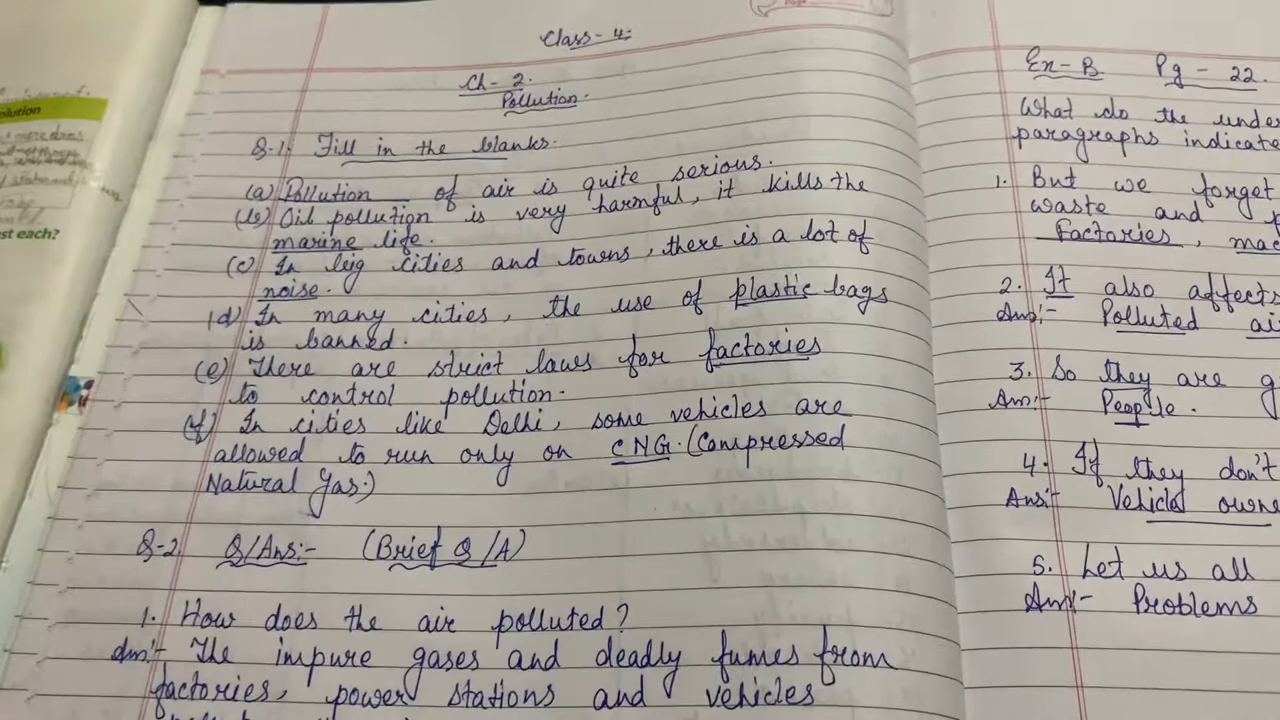 Class-4:
Ch-2.
Pollution.
Q-1. Fill in the blanks.
(a) Pollution of air is quite serious.
(b) Oil pollution is very harmful, it kills the
marine life.
(c) In big cities and towns, there is a lot of
noise.
(d) In many cities, the use of plastic bags
is banned.
(e) There are strict laws for factories
to control pollution.
(f) In cities like Delhi, some vehicles are
allowed to run only on CNG. (Compressed
Natural Gas.)
Q-2. Q/Ans:- (Brief Q/A)
1. How does the air polluted?
Ans:- The impure gases and deadly fumes from
factories, power stations and vehicles
Ex-B Pg-22.
What do the under
paragraphs indicate
1. But we forget
waste and
Factories, mac
2. It also affects
Ans:- Polluted ai
3. So they are g
Ans:- People.
4. If they don't
Ans:- Vehicle owne
5. Let us all
Ans:- Problems
olution
st each?